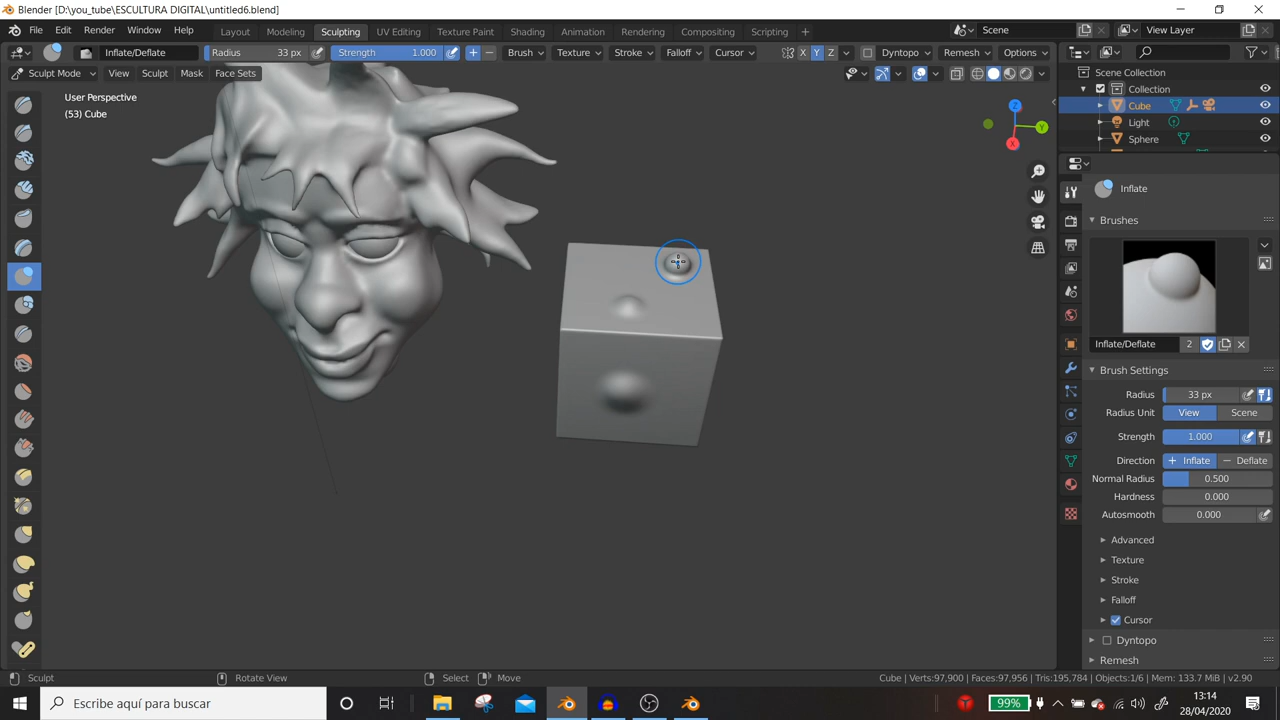 Blender [D:\you_tube\ESCULTURA DIGITAL\untitled6.blend]
File Edit Render Window Help
Layout Modeling Sculpting UV Editing Texture Paint Shading Animation Rendering Compositing Scripting +
Scene
View Layer
Inflate/Deflate
Radius 33 px
Strength 1.000
+ −
Brush Texture Stroke Falloff Cursor
X Y Z
Dyntopo Remesh Options
Sculpt Mode View Sculpt Mask Face Sets
User Perspective
(53) Cube
Z
Y
X
Scene Collection
Collection
Cube
Light
Sphere
Inflate
Brushes
Inflate/Deflate 2
Brush Settings
Radius 33 px
Radius Unit View Scene
Strength 1.000
Direction + Inflate − Deflate
Normal Radius 0.500
Hardness 0.000
Autosmooth 0.000
Advanced
Texture
Stroke
Falloff
Cursor
Dyntopo
Remesh
Sculpt Rotate View Select Move
Cube | Verts:97,900 | Faces:97,956 | Tris:195,784 | Objects:1/6 | Mem: 133.7 MiB | v2.90
Escribe aquí para buscar
99%
13:14
28/04/2020